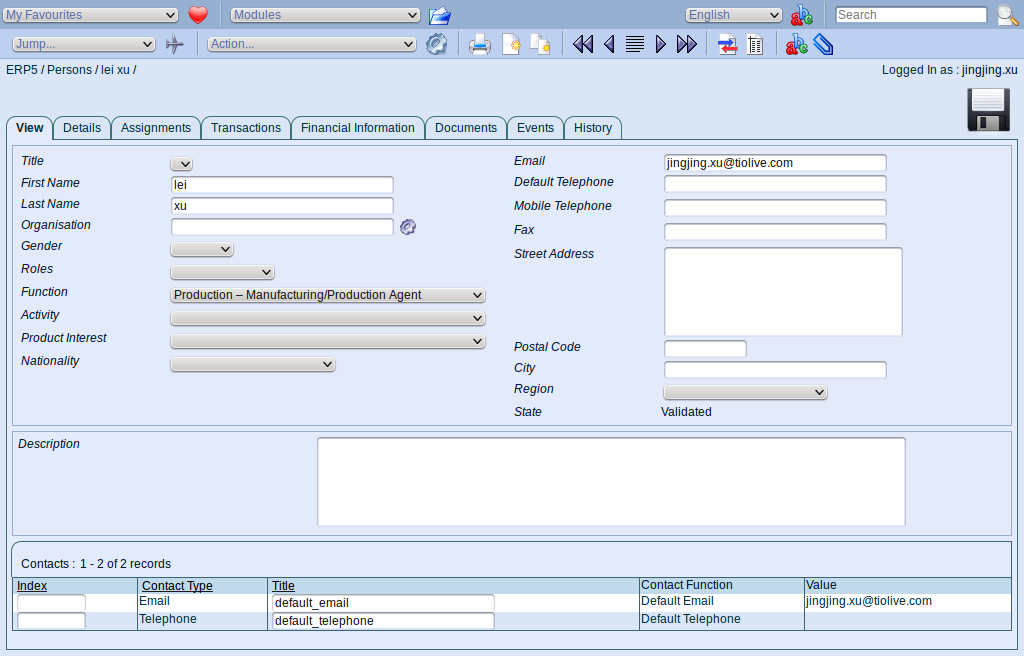 My Favourites Modules English Search
Jump... Action...
ERP5 / Persons / lei xu / Logged In as : jingjing.xu
View Details Assignments Transactions Financial Information Documents Events History
Title
First Name lei
Last Name xu
Organisation
Gender
Roles
Function Production – Manufacturing/Production Agent
Activity
Product Interest
Nationality
Email jingjing.xu@tiolive.com
Default Telephone
Mobile Telephone
Fax
Street Address
Postal Code
City
Region
State Validated
Description
Contacts : 1 - 2 of 2 records
Index Contact Type Title Contact Function Value
Email default_email Default Email jingjing.xu@tiolive.com
Telephone default_telephone Default Telephone